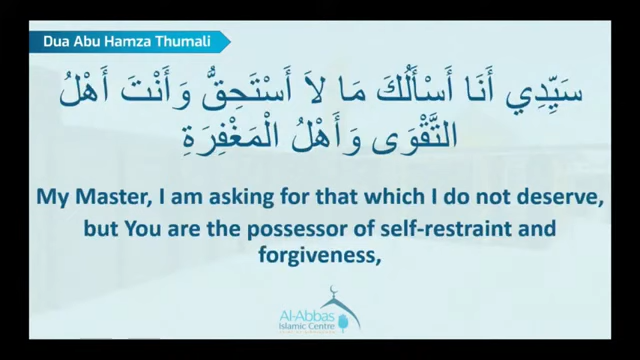 Dua Abu Hamza Thumali
سَيِّدِي أَنَا أَسْأَلُكَ مَا لاَ أَسْتَحِقُّ وَأَنْتَ أَهْلُ
التَّقْوَى وَأَهْلُ الْمَغْفِرَةِ
My Master, I am asking for that which I do not deserve,
but You are the possessor of self-restraint and
forgiveness,
Al-Abbas
Islamic Centre